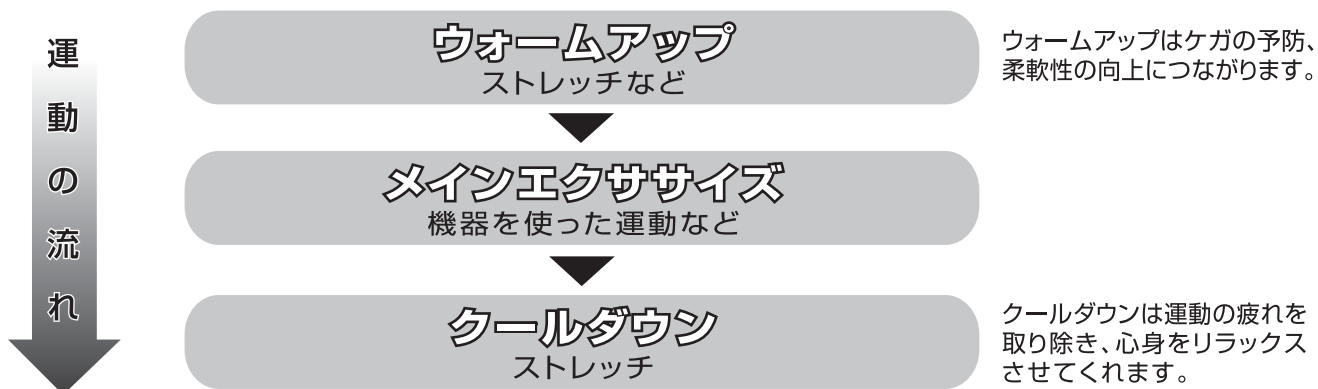 運動の流れ
ウォームアップ
ストレッチなど
ウォームアップはケガの予防、
柔軟性の向上につながります。
メインエクササイズ
機器を使った運動など
クールダウン
ストレッチ
クールダウンは運動の疲れを
取り除き、心身をリラックス
させてくれます。